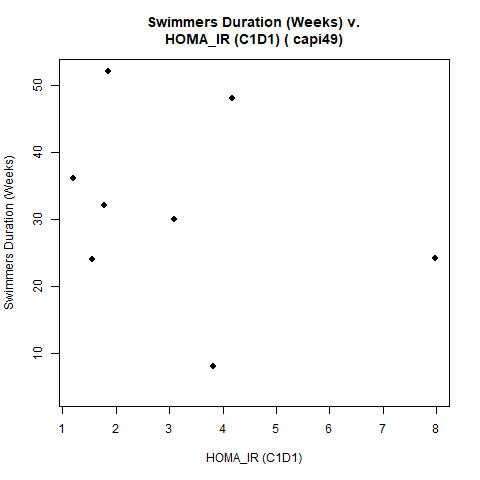 Swimmers Duration (Weeks) v.
HOMA_IR (C1D1) ( capi49)
Swimmers Duration (Weeks)
50
40
30
20
10
1 2 3 4 5 6 7 8
HOMA_IR (C1D1)